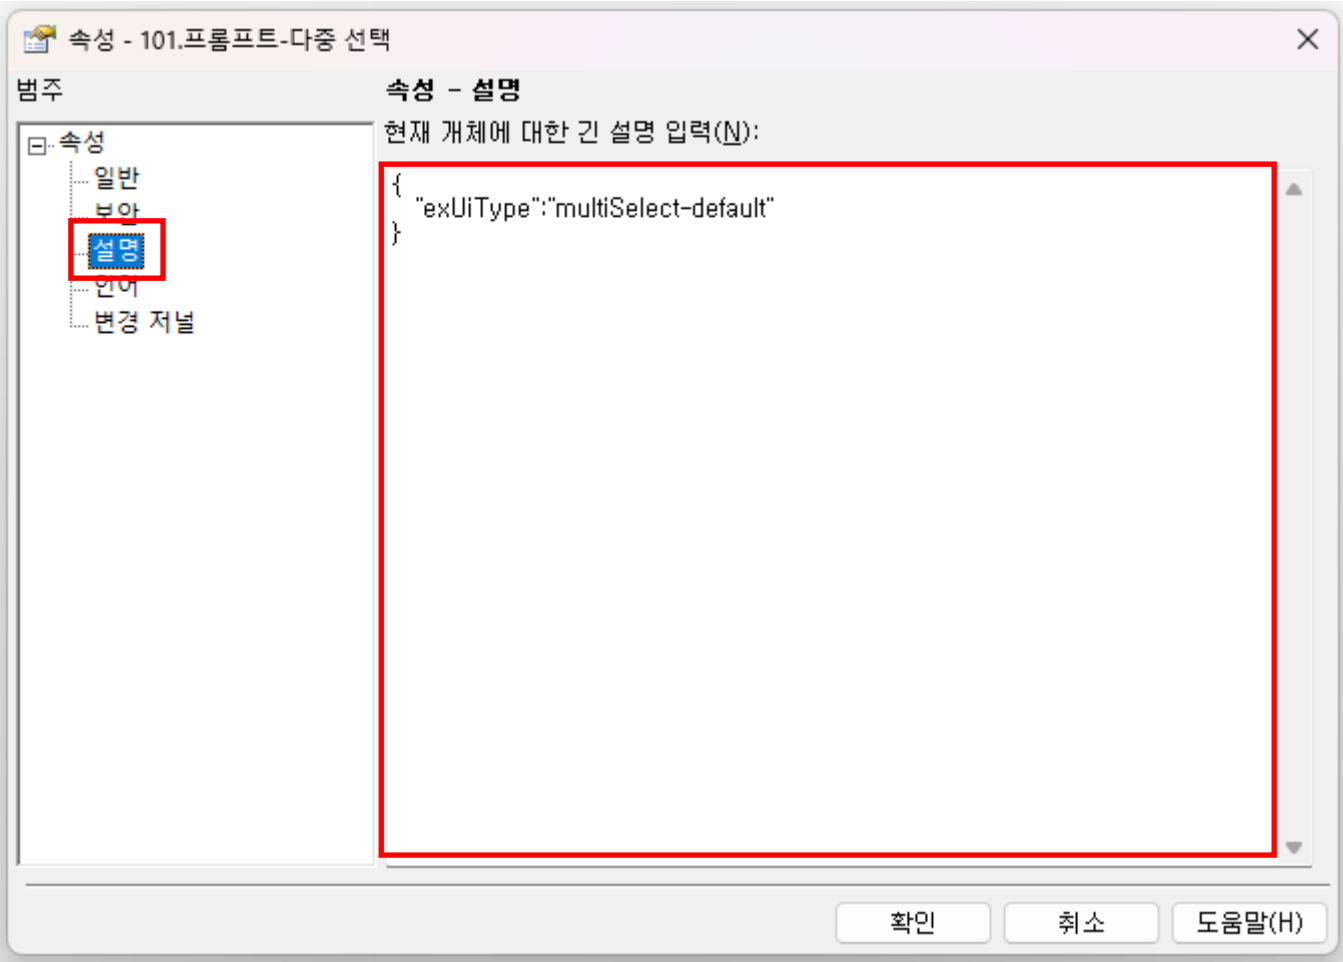 속성 - 101.프롬프트-다중 선택
범주
속성
일반
보안
설명
언어
변경 저널
속성 - 설명
현재 개체에 대한 긴 설명 입력(N):
{
"exUiType":"multiSelect-default"
}
확인
취소
도움말(H)